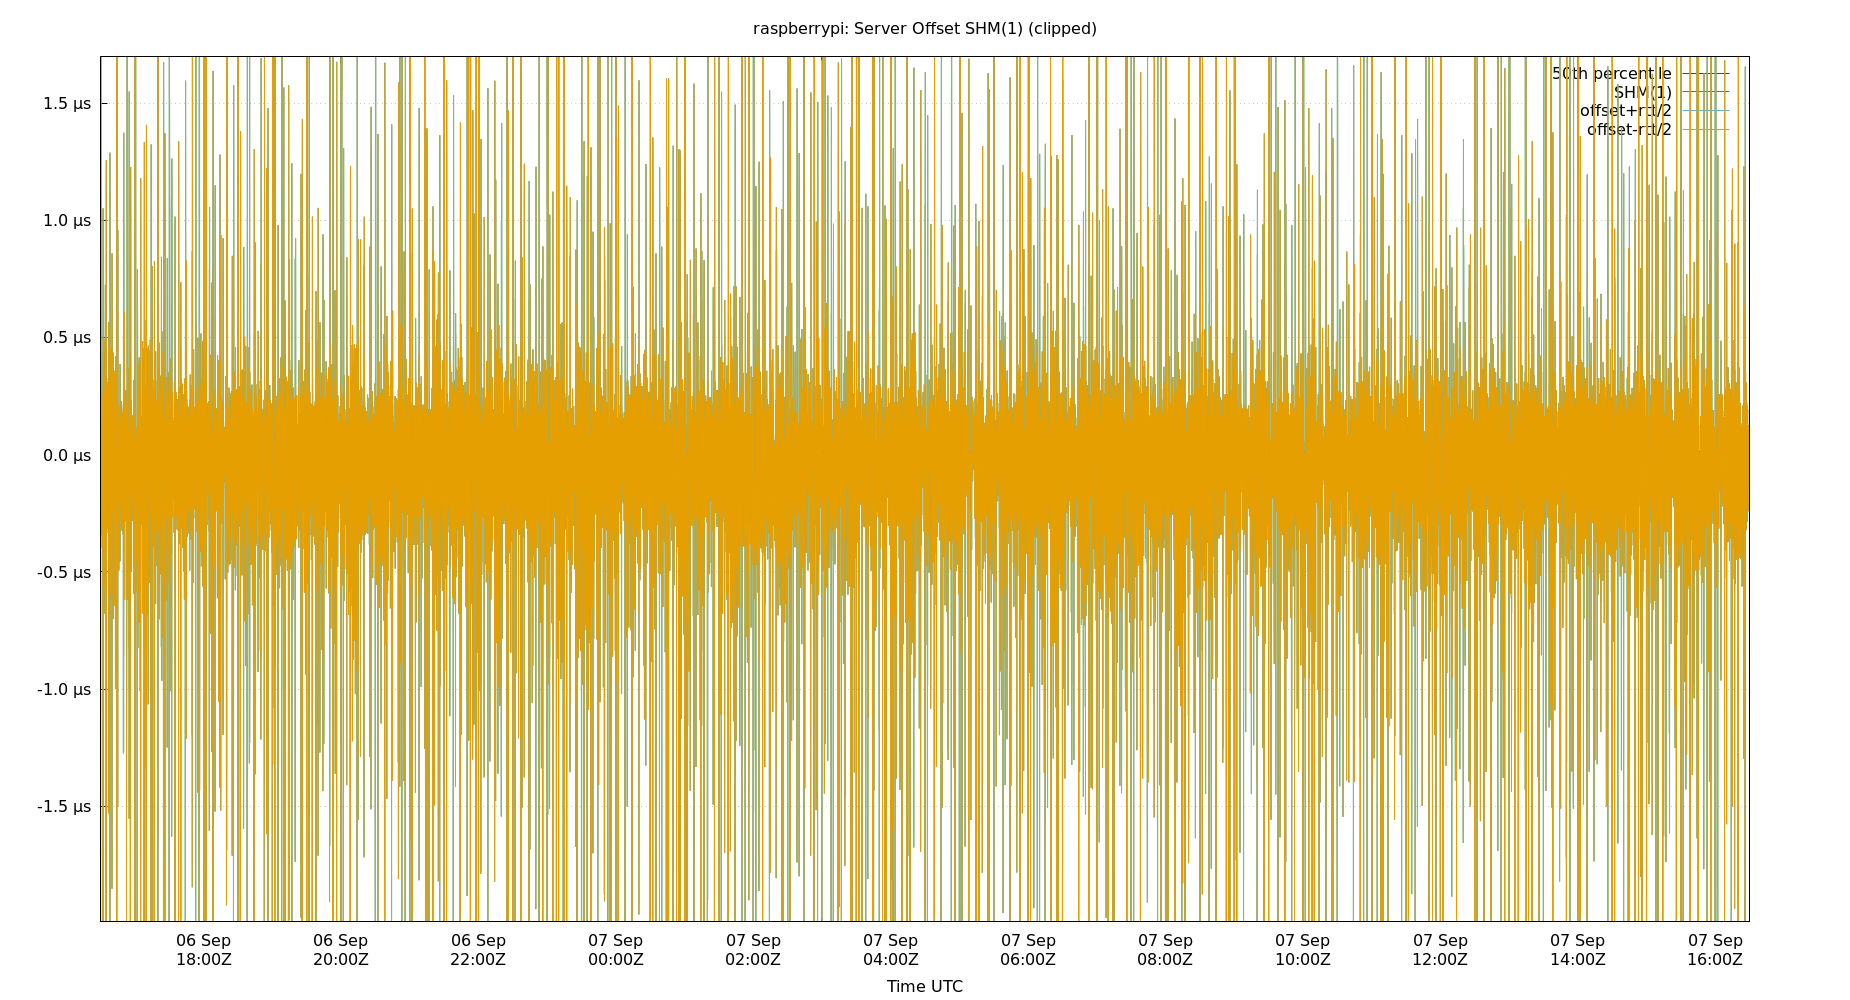 raspberrypi: Server Offset SHM(1) (clipped)
50th percentile
SHM(1)
offset+rtt/2
offset-rtt/2
1.5 µs
1.0 µs
0.5 µs
0.0 µs
-0.5 µs
-1.0 µs
-1.5 µs
06 Sep 06 Sep 06 Sep 07 Sep 07 Sep 07 Sep 07 Sep 07 Sep 07 Sep 07 Sep 07 Sep 07 Sep
18:00Z 20:00Z 22:00Z 00:00Z 02:00Z 04:00Z 06:00Z 08:00Z 10:00Z 12:00Z 14:00Z 16:00Z
Time UTC